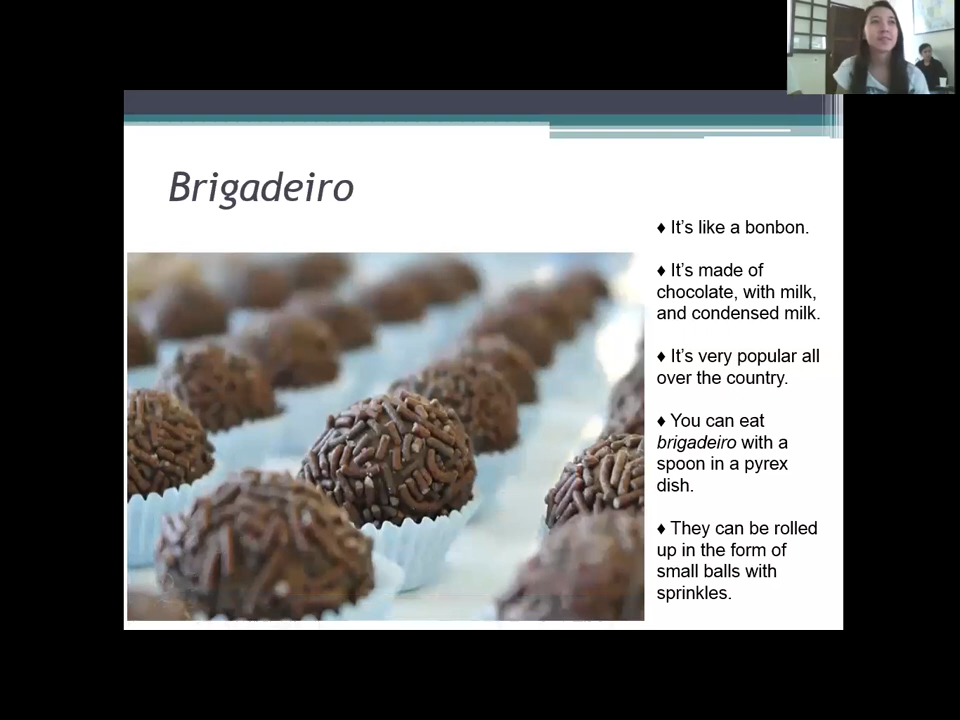 Brigadeiro
♦ It's like a bonbon.
♦ It's made of
chocolate, with milk,
and condensed milk.
♦ It's very popular all
over the country.
♦ You can eat
brigadeiro with a
spoon in a pyrex
dish.
♦ They can be rolled
up in the form of
small balls with
sprinkles.